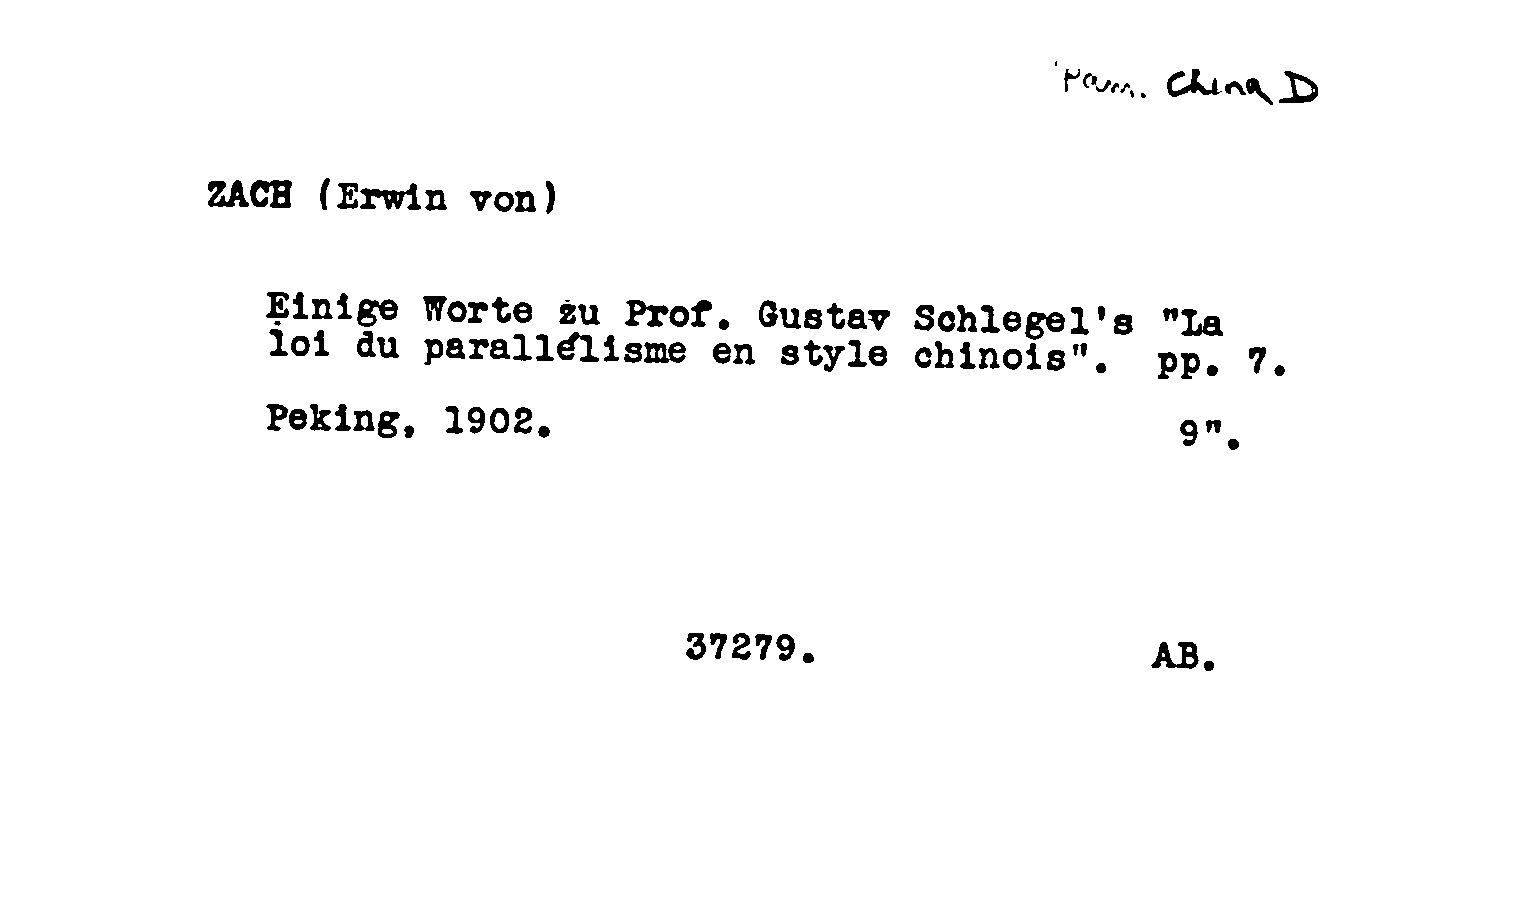 Pam. China D
ZACH (Erwin von)
Einige Worte zu Prof. Gustav Schlegel's "La
loi du parallélisme en style chinois". pp. 7.
Peking, 1902. 9".
37279. AB.